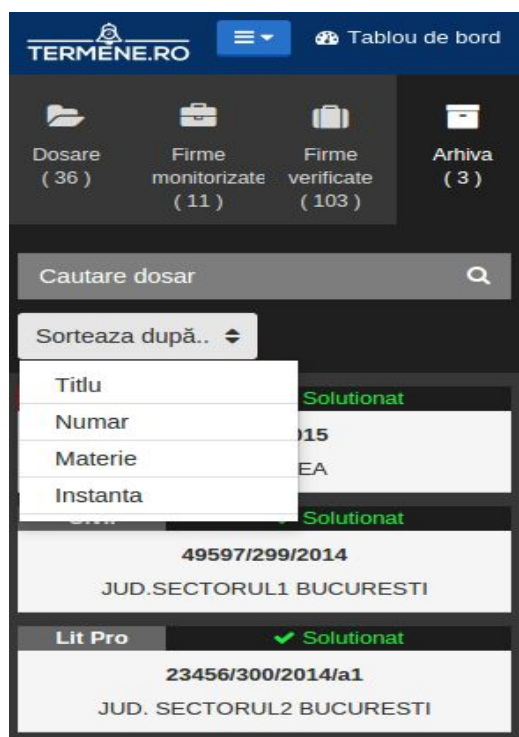 TERMENE.RO
Tablou de bord
Dosare
( 36 )
Firme
monitorizate
( 11 )
Firme
verificate
( 103 )
Arhiva
( 3 )
Cautare dosar
Sorteaza după..
Titlu
Numar
Materie
Instanta
Solutionat
015
EA
Solutionat
49597/299/2014
JUD.SECTORUL1 BUCURESTI
Lit Pro
Solutionat
23456/300/2014/a1
JUD. SECTORUL2 BUCURESTI